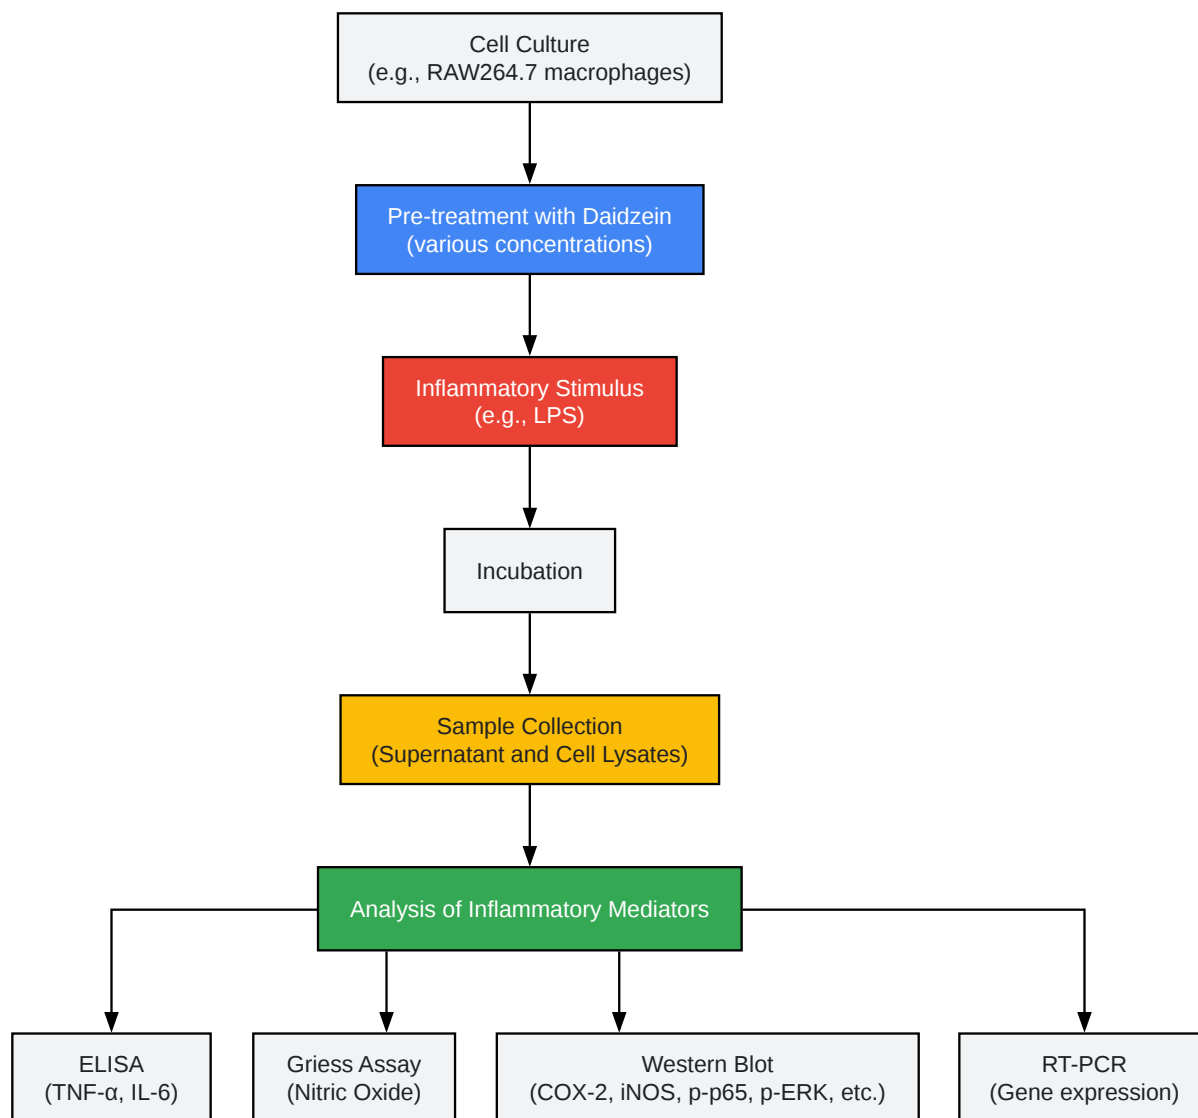 Cell Culture
(e.g., RAW264.7 macrophages)
Pre-treatment with Daidzein
(various concentrations)
Inflammatory Stimulus
(e.g., LPS)
Incubation
Sample Collection
(Supernatant and Cell Lysates)
Analysis of Inflammatory Mediators
ELISA
(TNF-α, IL-6)
Griess Assay
(Nitric Oxide)
Western Blot
(COX-2, iNOS, p-p65, p-ERK, etc.)
RT-PCR
(Gene expression)